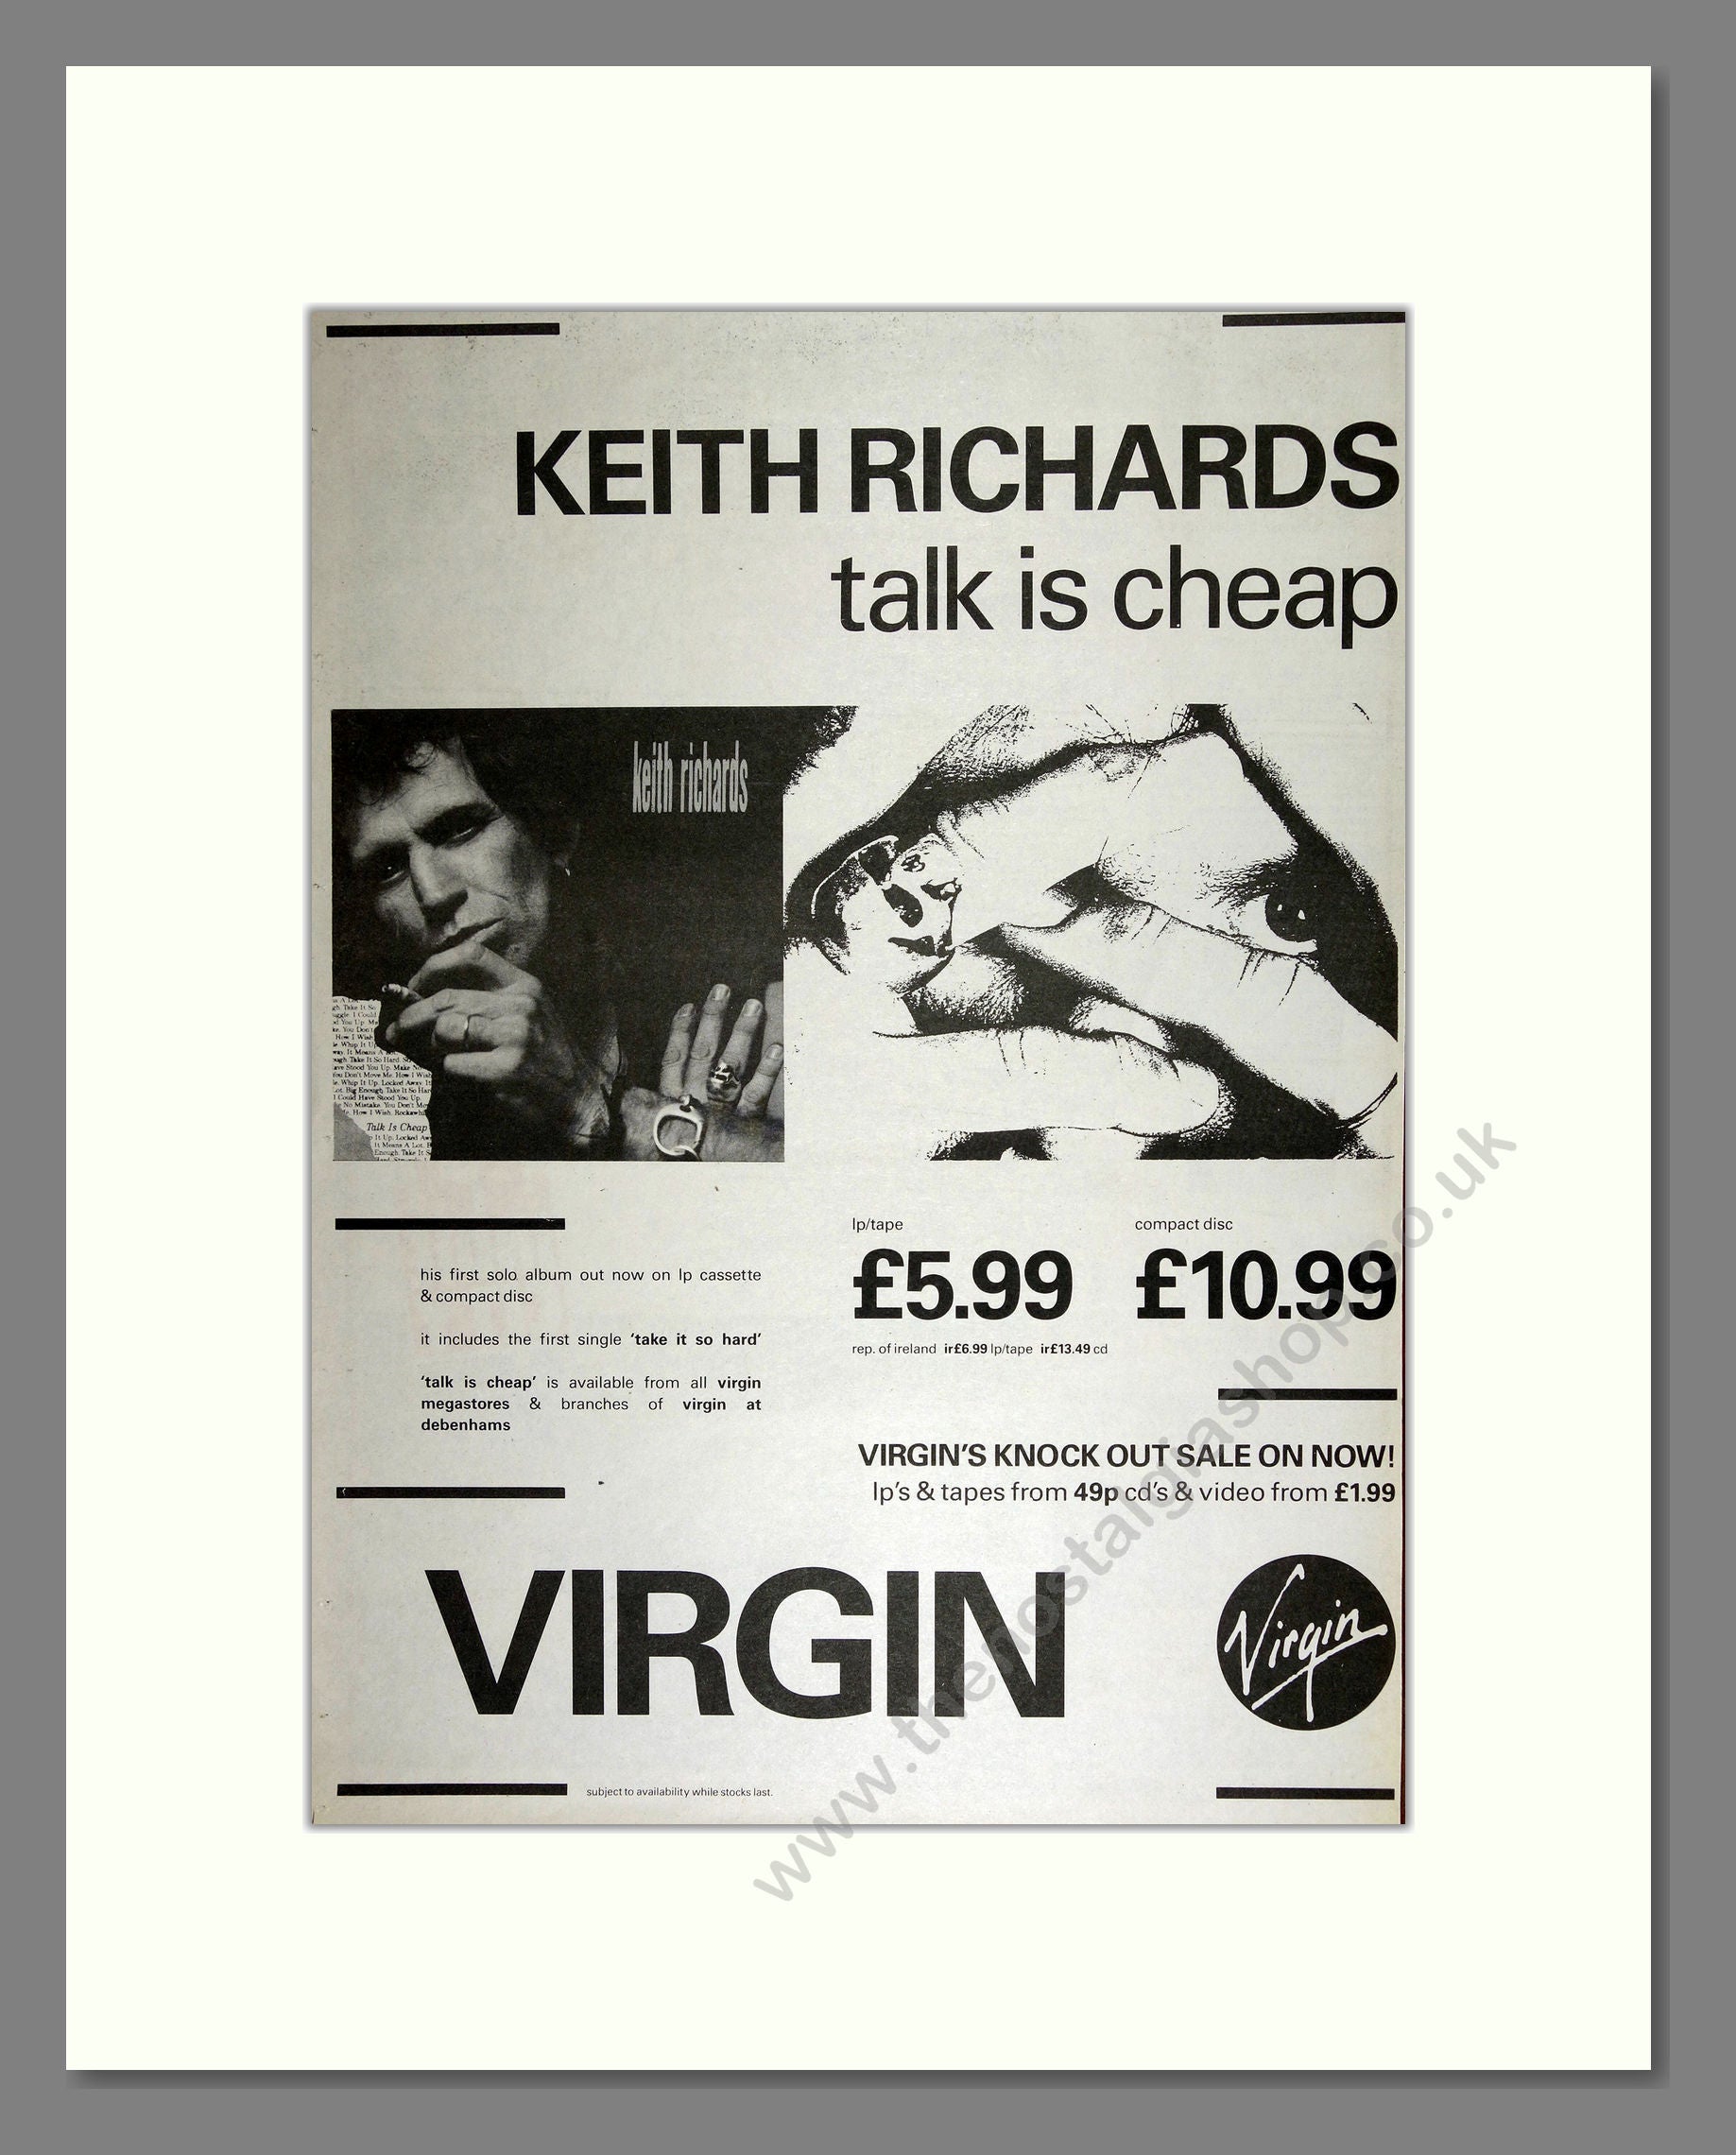 KEITH RICHARDS
talk is cheap
keith richards
Talk Is Cheap
his first solo album out now on lp cassette
& compact disc
it includes the first single ‘take it so hard’
‘talk is cheap’ is available from all virgin
megastores & branches of virgin at
debenhams
lp/tape
£5.99
compact disc
£10.99
rep. of ireland ir£6.99 lp/tape ir£13.49 cd
VIRGIN'S KNOCK OUT SALE ON NOW!
lp's & tapes from 49p cd's & video from £1.99
VIRGIN
Virgin
subject to availability while stocks last.
www.thenostalgiashop.co.uk